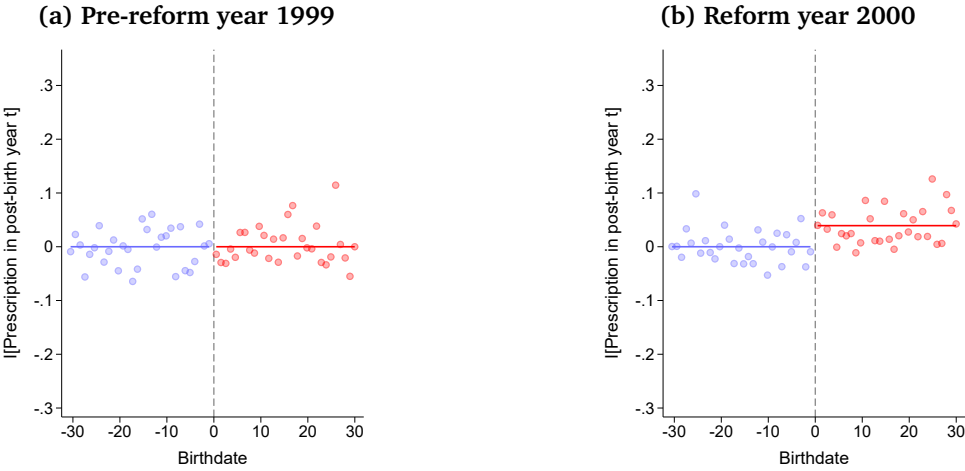 (a) Pre-reform year 1999
I[Prescription in post-birth year t]
.3
.2
.1
0
-.1
-.2
-.3
-30 -20 -10 0 10 20 30
Birthdate
(b) Reform year 2000
I[Prescription in post-birth year t]
.3
.2
.1
0
-.1
-.2
-.3
-30 -20 -10 0 10 20 30
Birthdate